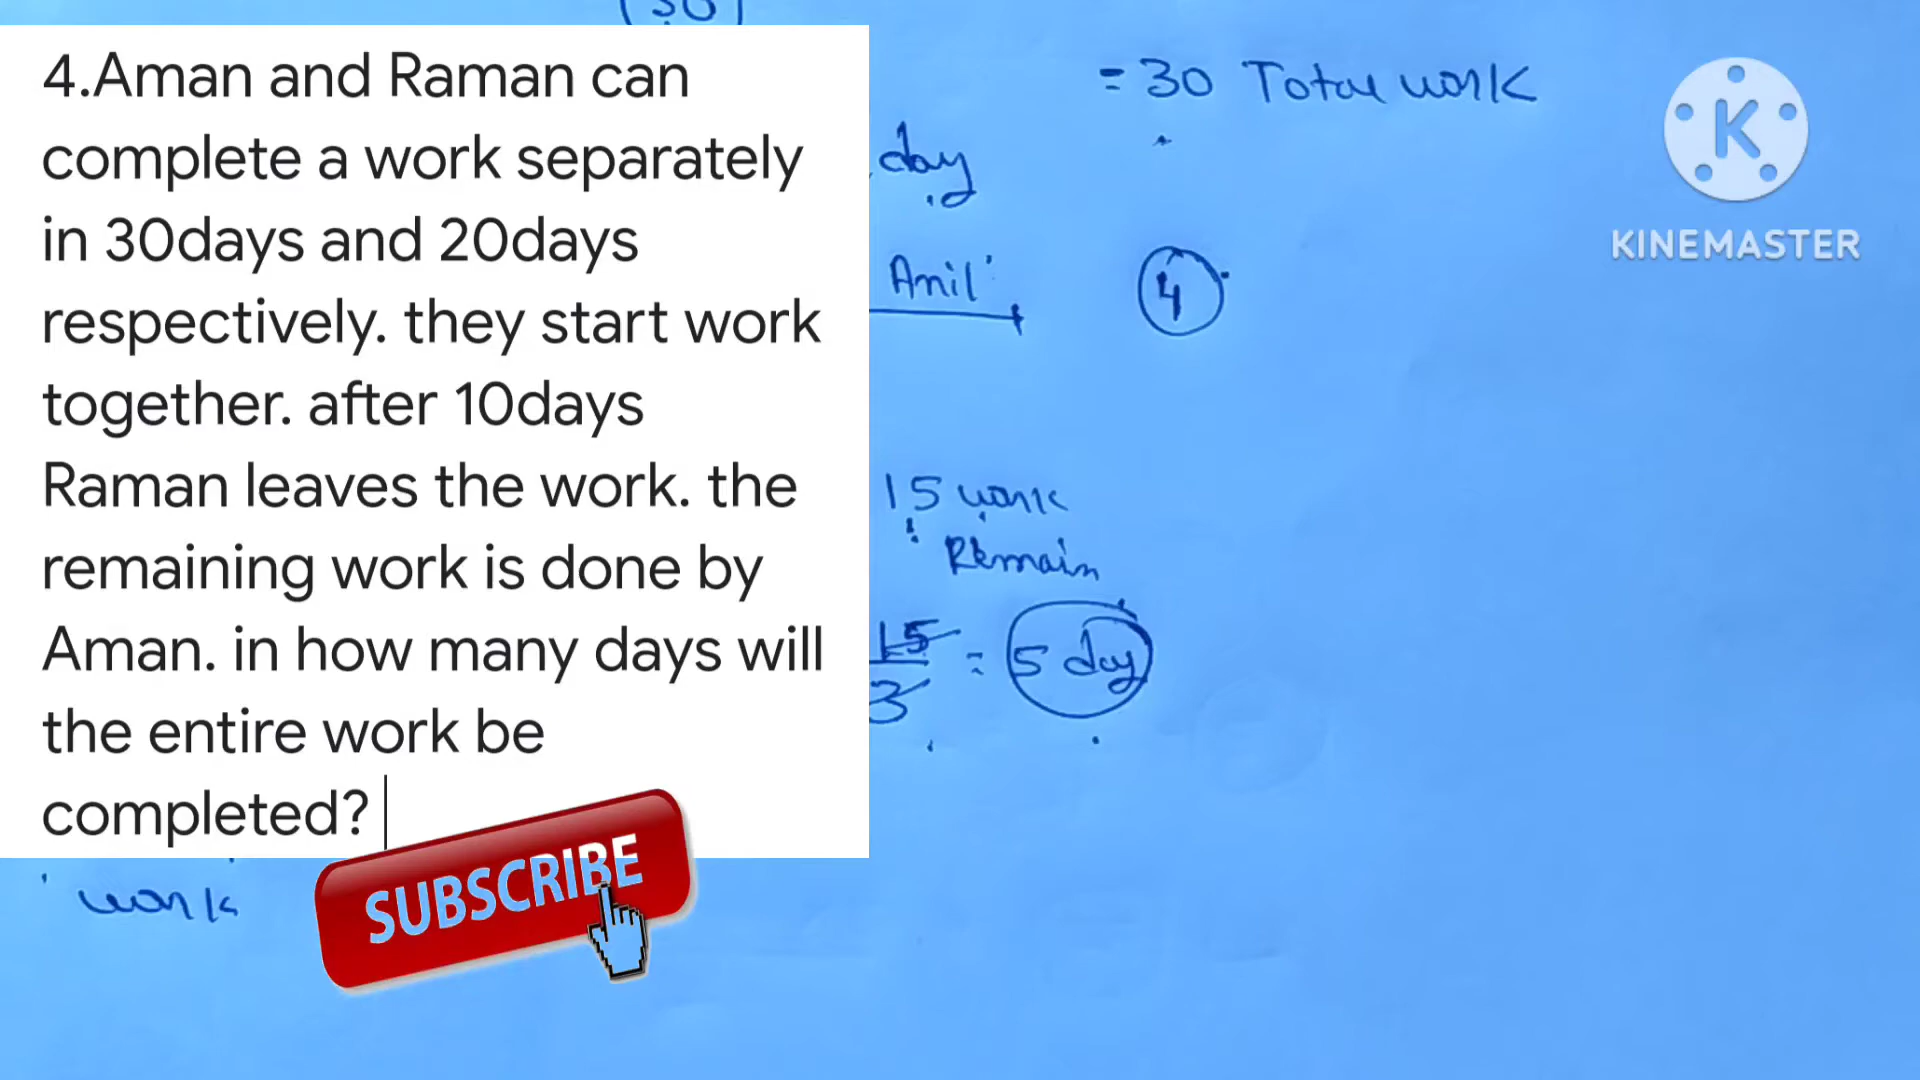 (30)
= 30 Total work
4.Aman and Raman can
complete a work separately
in 30days and 20days
respectively. they start work
together. after 10days
Raman leaves the work. the
remaining work is done by
Aman. in how many days will
the entire work be
completed?
K
KINEMASTER
day
Anil
4
15 work
Remain
15
3
= 5 day
work
SUBSCRIBE